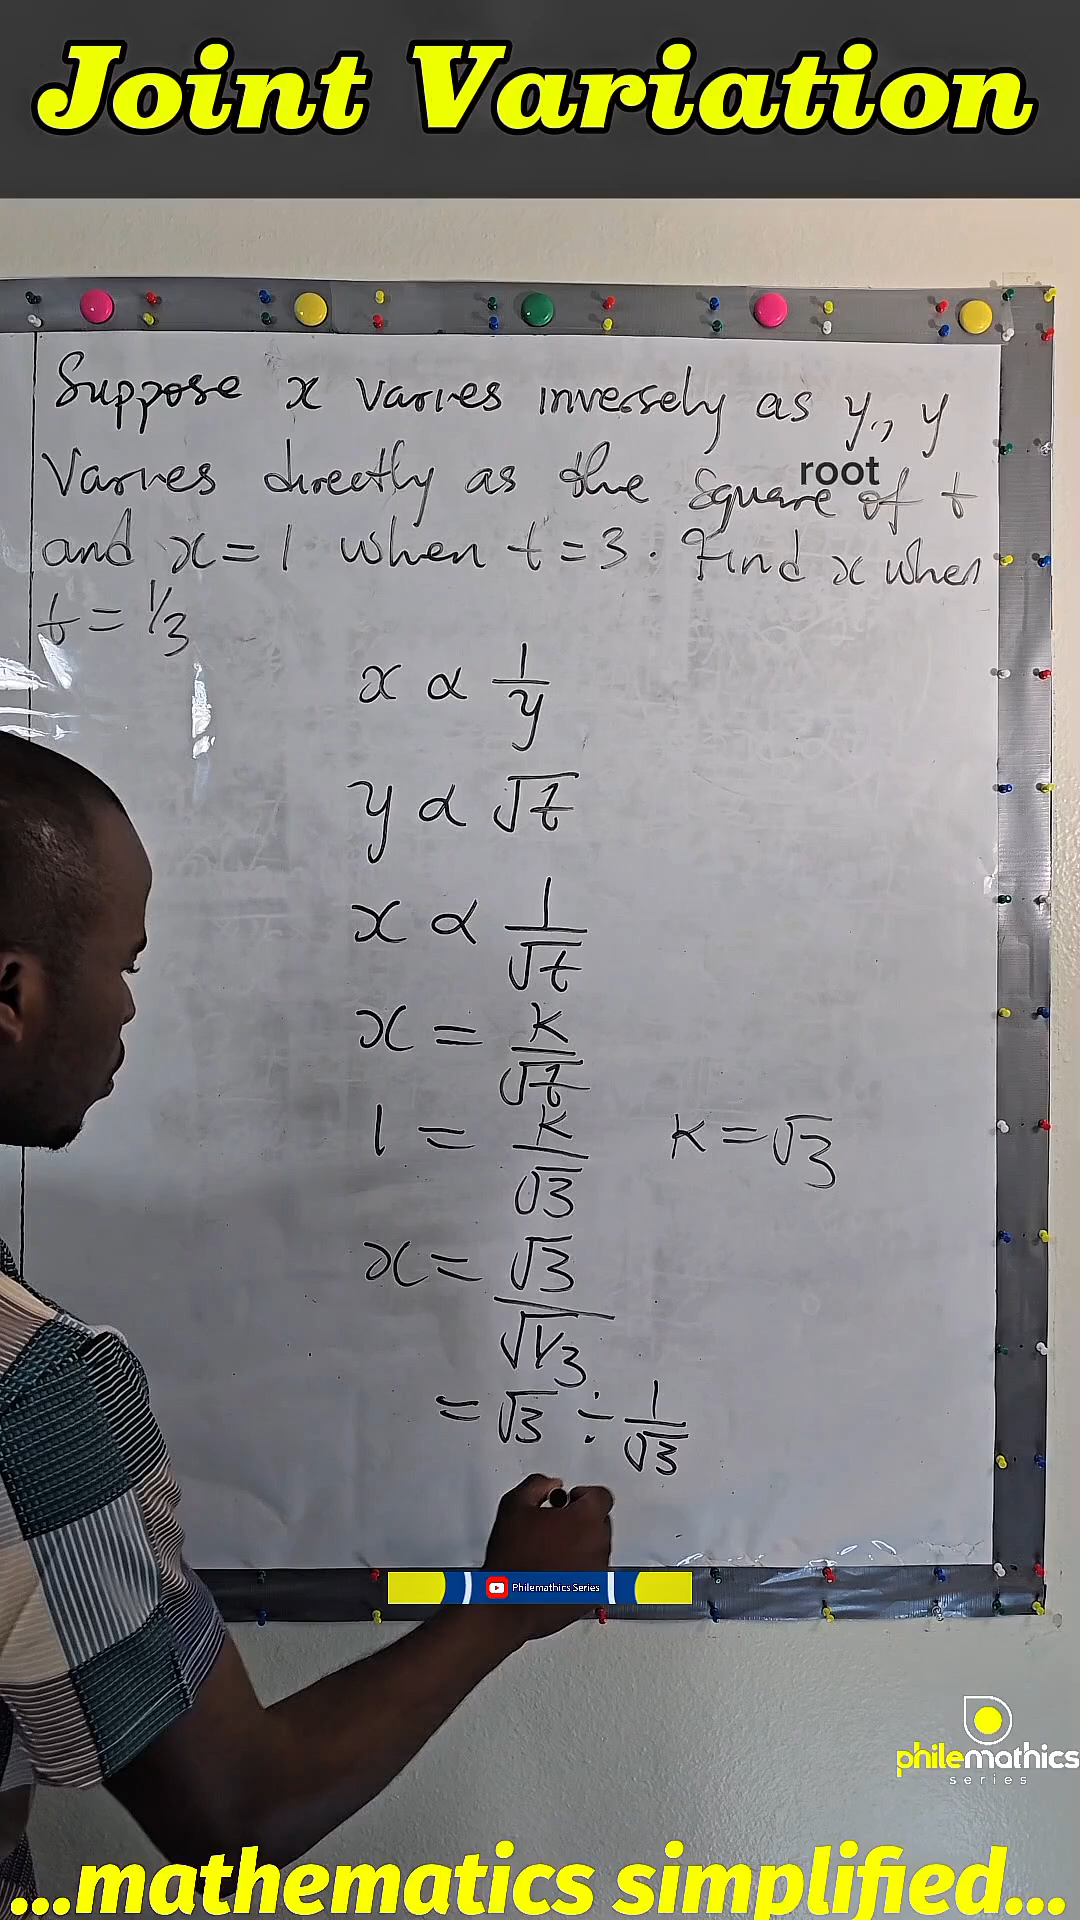 Joint Variation
Suppose x varies inversely as y., y
varies directly as the square root of t
and x = 1 when t = 3. Find x when
t = 1/3
x ∝ 1/y
y ∝ √t
x ∝ 1/√t
x = K/√t
1 = K/√3 K = √3
x = √3/√1/3
= √3 ÷ 1/√3
Philemathics Series
philemathics
series
...mathematics simplified...